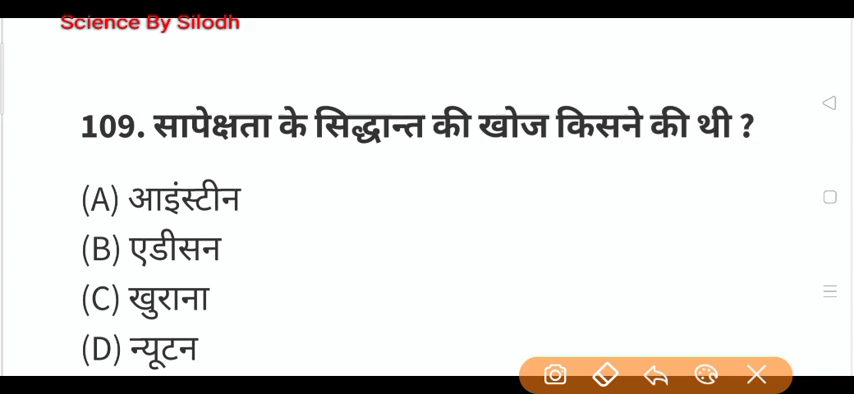 Science By Silodh
109. सापेक्षता के सिद्धान्त की खोज किसने की थी ?
(A) आइंस्टीन
(B) एडीसन
(C) खुराना
(D) न्यूटन